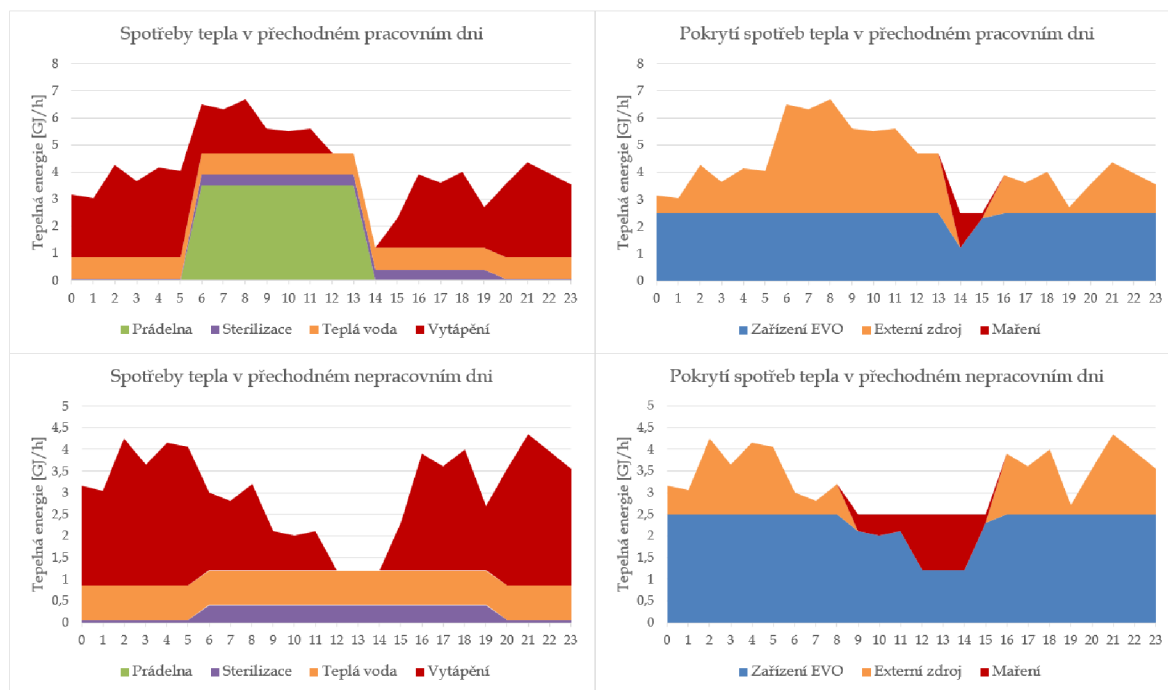 Spotřeby tepla v přechodném pracovním dni
Tepelná energie [GJ/h]
8
7
6
5
4
3
2
1
0
0 1 2 3 4 5 6 7 8 9 10 11 12 13 14 15 16 17 18 19 20 21 22 23
Prádelna Sterilizace Teplá voda Vytápění
Pokrytí spotřeb tepla v přechodném pracovním dni
Tepelná energie [GJ/h]
8
7
6
5
4
3
2
1
0
0 1 2 3 4 5 6 7 8 9 10 11 12 13 14 15 16 17 18 19 20 21 22 23
Zařízení EVO Externí zdroj Maření
Spotřeby tepla v přechodném nepracovním dni
Tepelná energie [GJ/h]
5
4,5
4
3,5
3
2,5
2
1,5
1
0,5
0
0 1 2 3 4 5 6 7 8 9 10 11 12 13 14 15 16 17 18 19 20 21 22 23
Prádelna Sterilizace Teplá voda Vytápění
Pokrytí spotřeb tepla v přechodném nepracovním dni
Tepelná energie [GJ/h]
5
4,5
4
3,5
3
2,5
2
1,5
1
0,5
0
0 1 2 3 4 5 6 7 8 9 10 11 12 13 14 15 16 17 18 19 20 21 22 23
Zařízení EVO Externí zdroj Maření